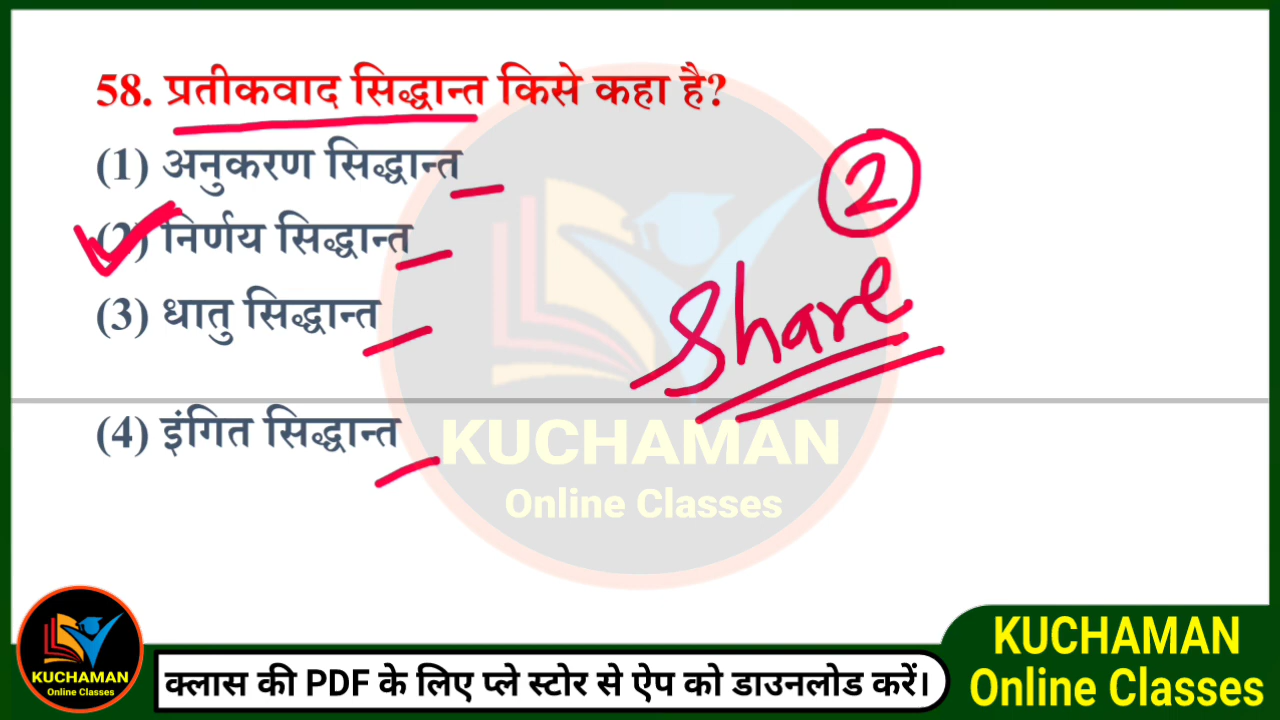 58. प्रतीकवाद सिद्धान्त किसे कहा है?
(1) अनुकरण सिद्धान्त
(2) निर्णय सिद्धान्त
(3) धातु सिद्धान्त
(4) इंगित सिद्धान्त
2
Share
KUCHAMAN
Online Classes
KUCHAMAN
Online Classes
क्लास की PDF के लिए प्ले स्टोर से ऐप को डाउनलोड करें।
KUCHAMAN
Online Classes